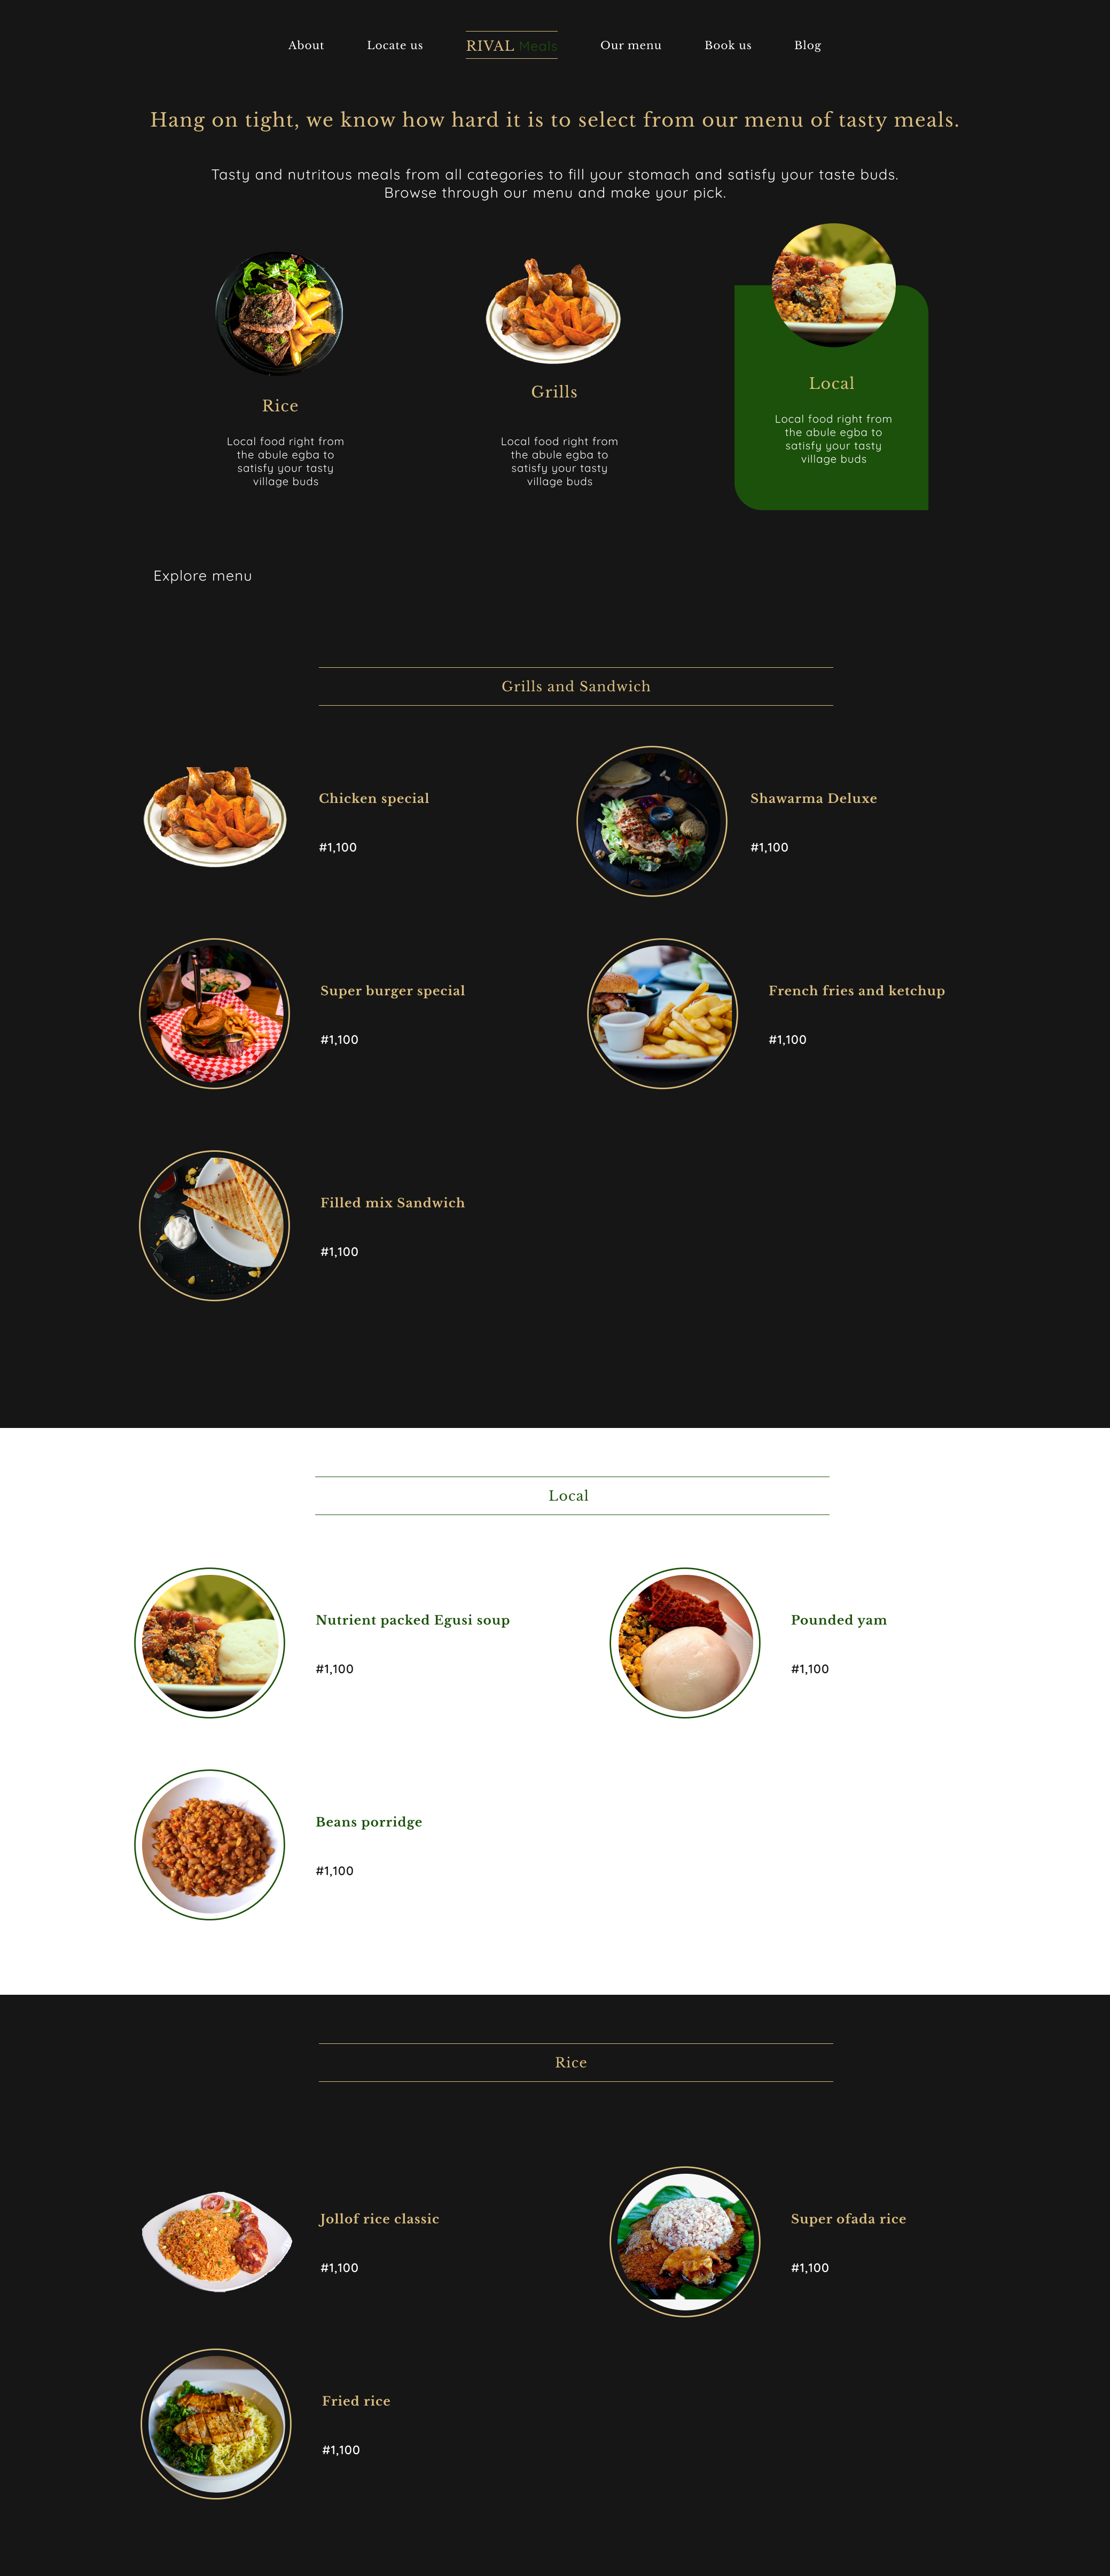 About
Locate us
RIVAL Meals
Our menu
Book us
Blog
Hang on tight, we know how hard it is to select from our menu of tasty meals.
Tasty and nutritous meals from all categories to fill your stomach and satisfy your taste buds.
Browse through our menu and make your pick.
Rice
Local food right from
the abule egba to
satisfy your tasty
village buds
Grills
Local food right from
the abule egba to
satisfy your tasty
village buds
Local
Local food right from
the abule egba to
satisfy your tasty
village buds
Explore menu
Grills and Sandwich
Chicken special
#1,100
Shawarma Deluxe
#1,100
Super burger special
#1,100
French fries and ketchup
#1,100
Filled mix Sandwich
#1,100
Local
Nutrient packed Egusi soup
#1,100
Pounded yam
#1,100
Beans porridge
#1,100
Rice
Jollof rice classic
#1,100
Super ofada rice
#1,100
Fried rice
#1,100